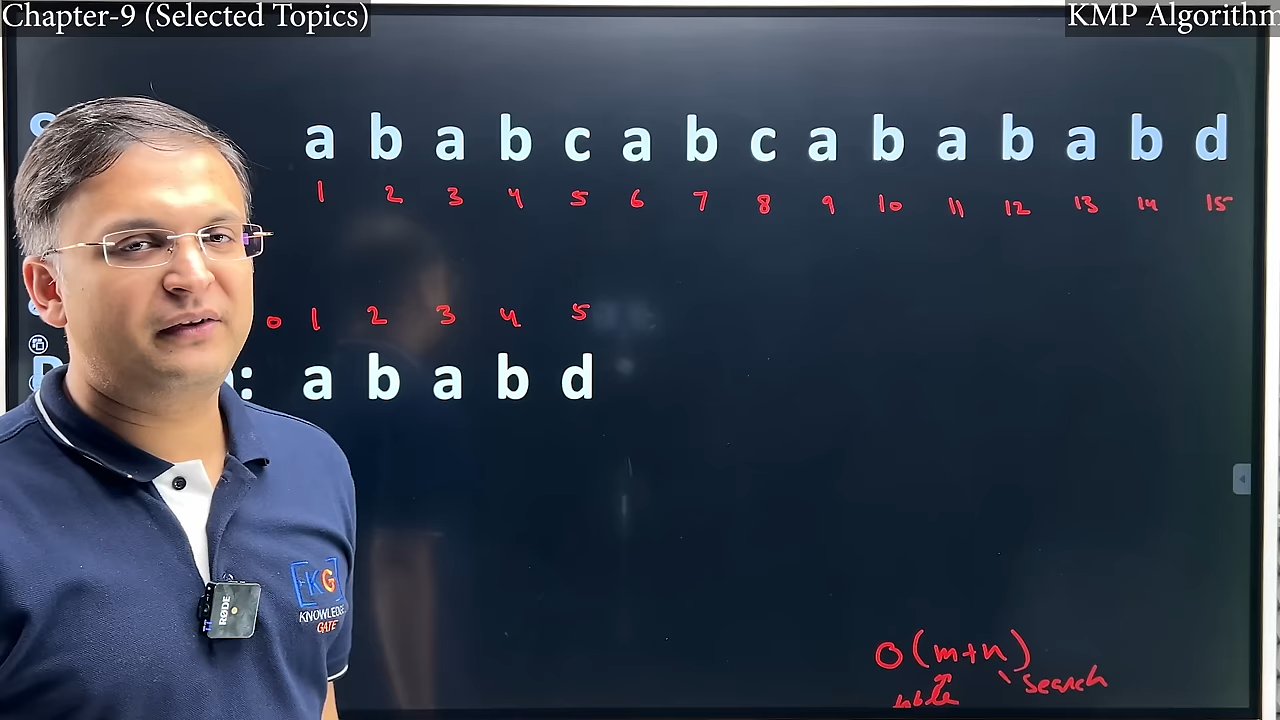 Chapter-9 (Selected Topics)
KMP Algorithm
a b a b c a b c a b a b a b d
1 2 3 4 5 6 7 8 9 10 11 12 13 14 15
0 1 2 3 4 5
: a b a b d
KG
KNOWLEDGE
GATE
RØDE
O(m+n)
table search